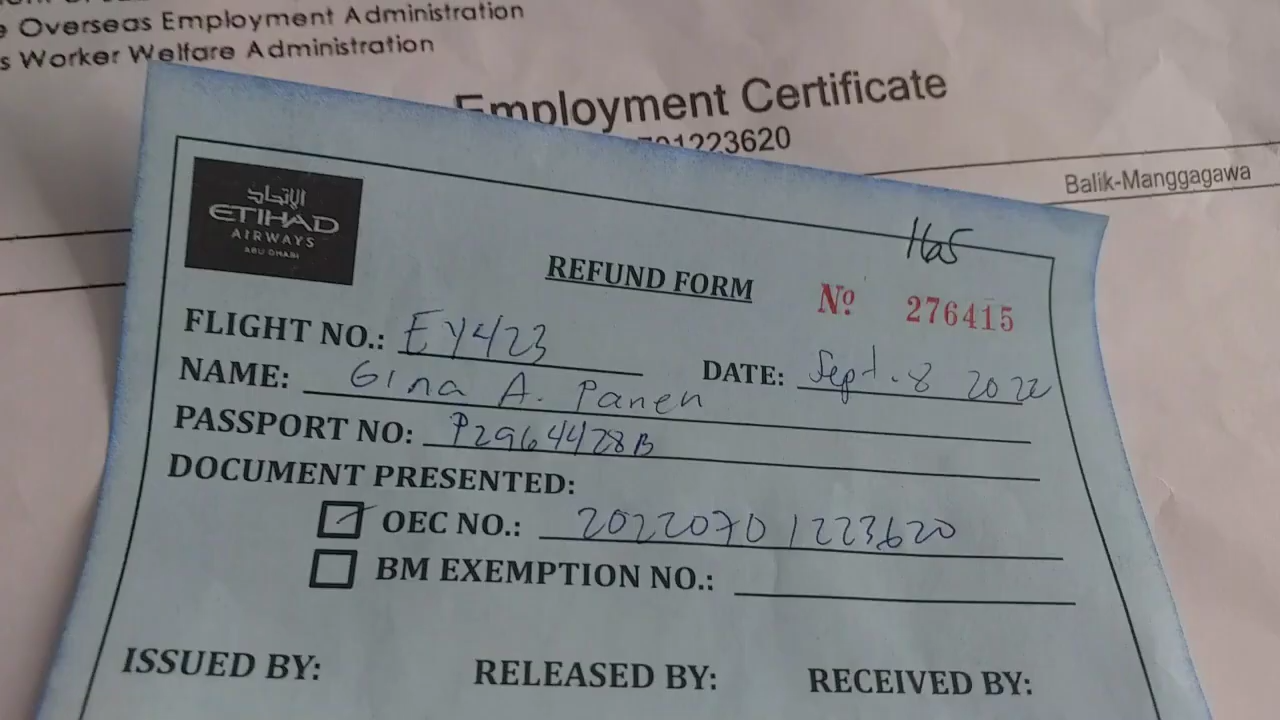 e Overseas Employment Administration
s Worker Welfare Administration
Employment Certificate
701223620
Balik-Manggagawa
الإتحاد
ETIHAD
AIRWAYS
ABU DHABI
REFUND FORM
Nº 276415
FLIGHT NO.: EY423
DATE: Sept. 8 2022
NAME: Gina A. Panen
PASSPORT NO: P2964428B
DOCUMENT PRESENTED:
OEC NO.: 20220701223620
BM EXEMPTION NO.:
ISSUED BY: RELEASED BY: RECEIVED BY: